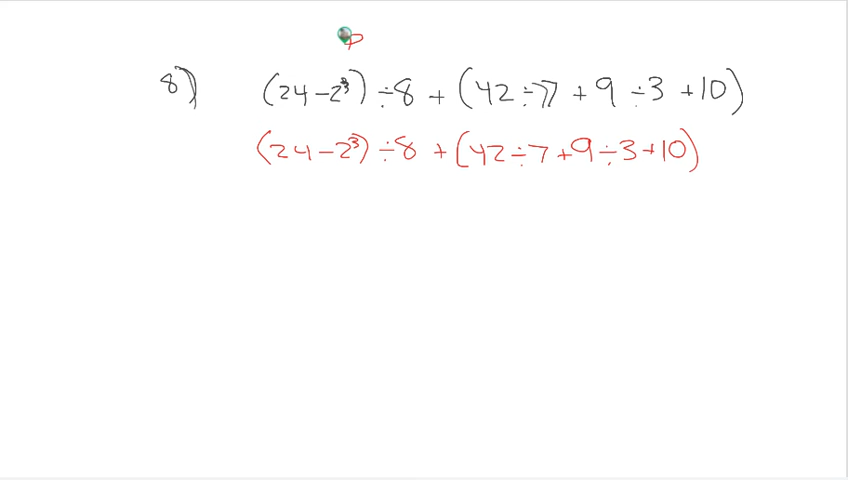 P
8) (24-2³) ÷8 + (42÷7 + 9 ÷3 +10)
(24-2³) ÷8 + (42÷7+9÷3+10)